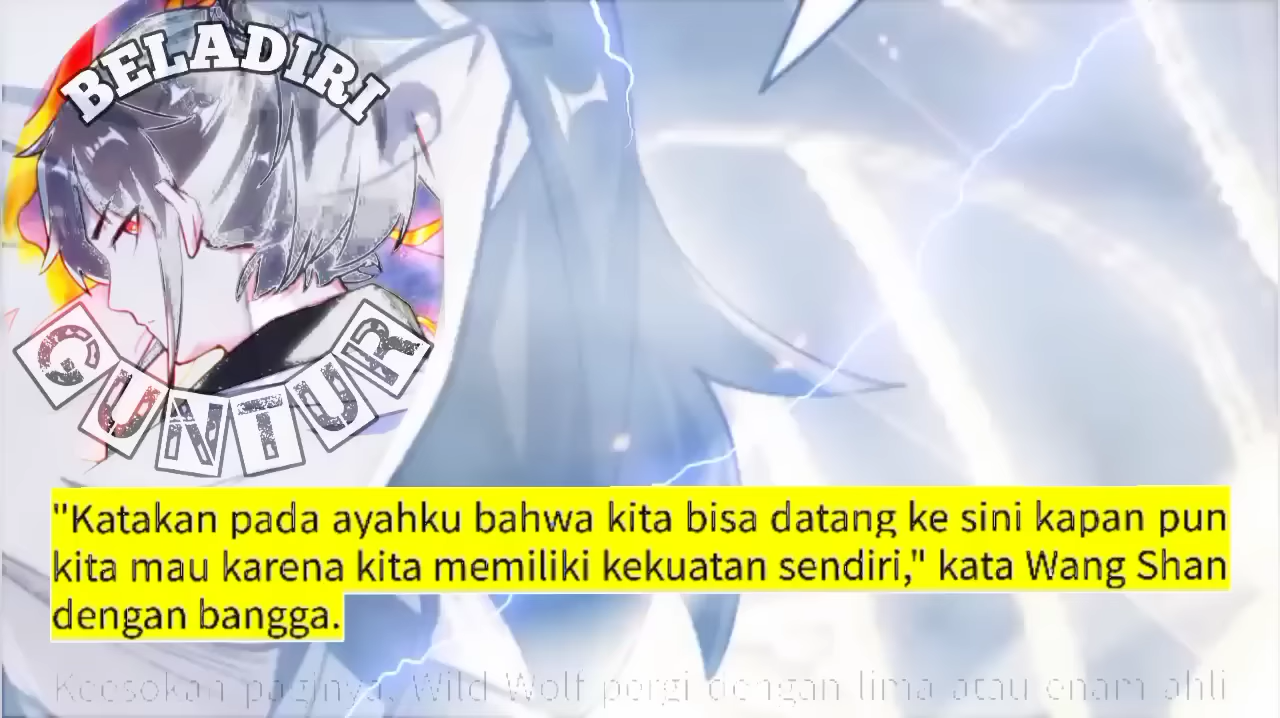 BELADIRI
GUNTUR
"Katakan pada ayahku bahwa kita bisa datang ke sini kapan pun
kita mau karena kita memiliki kekuatan sendiri," kata Wang Shan
dengan bangga.
Keesokan paginya, Wild Wolf pergi dengan lima atau enam ahli